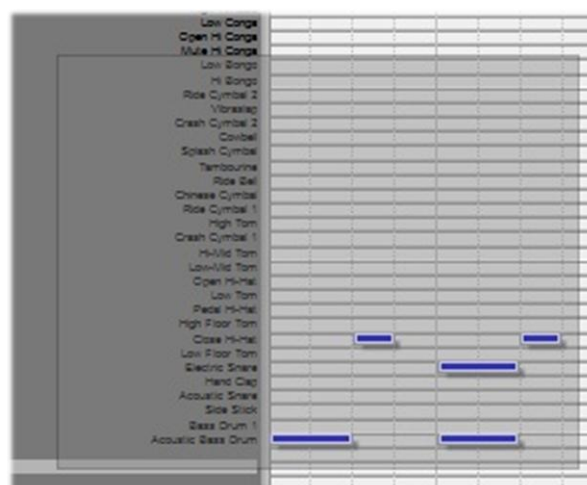 Low Conga
Open Hi Conga
Mute Hi Conga
Low Bongo
Hi Bongo
Ride Cymbal 2
Vibraslap
Crash Cymbal 2
Cowbell
Splash Cymbal
Tambourine
Ride Bell
Chinese Cymbal
Ride Cymbal 1
High Tom
Crash Cymbal 1
Hi-Mid Tom
Low-Mid Tom
Open Hi-Hat
Low Tom
Pedal Hi-Hat
High Floor Tom
Close Hi-Hat
Low Floor Tom
Electric Snare
Hand Clap
Acoustic Snare
Side Stick
Bass Drum 1
Acoustic Bass Drum